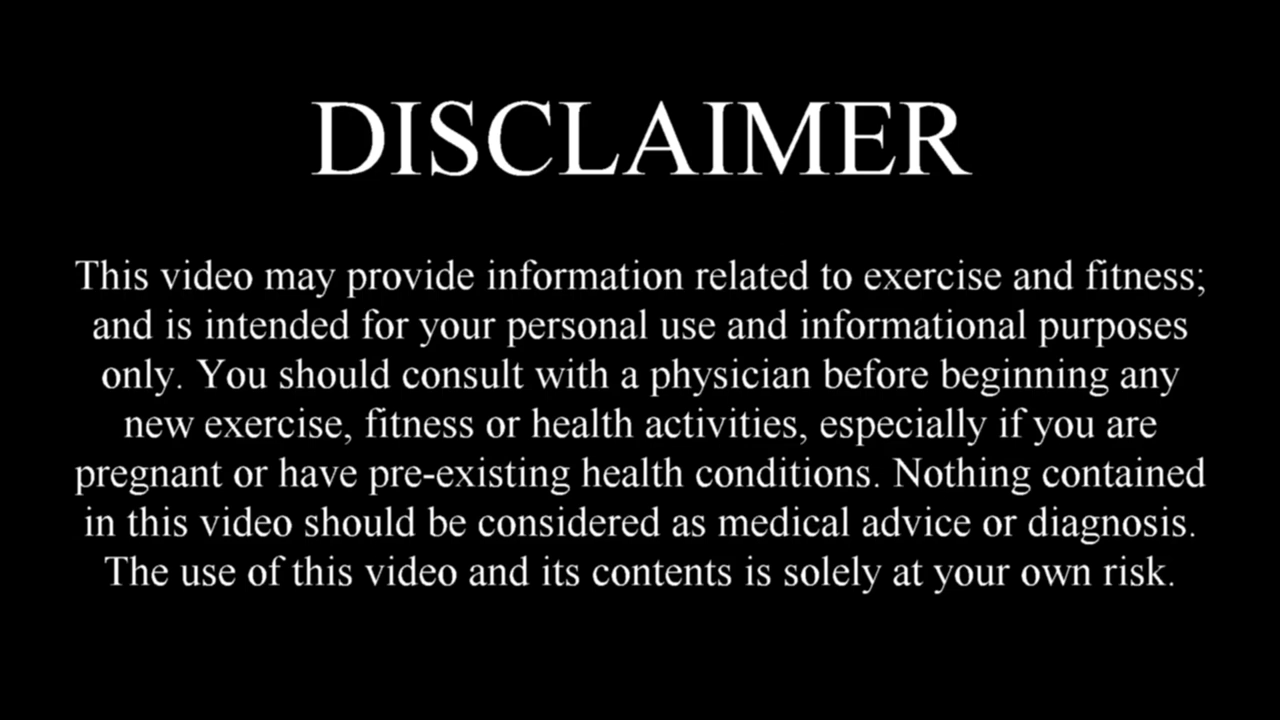 DISCLAIMER
This video may provide information related to exercise and fitness;
and is intended for your personal use and informational purposes
only. You should consult with a physician before beginning any
new exercise, fitness or health activities, especially if you are
pregnant or have pre-existing health conditions. Nothing contained
in this video should be considered as medical advice or diagnosis.
The use of this video and its contents is solely at your own risk.